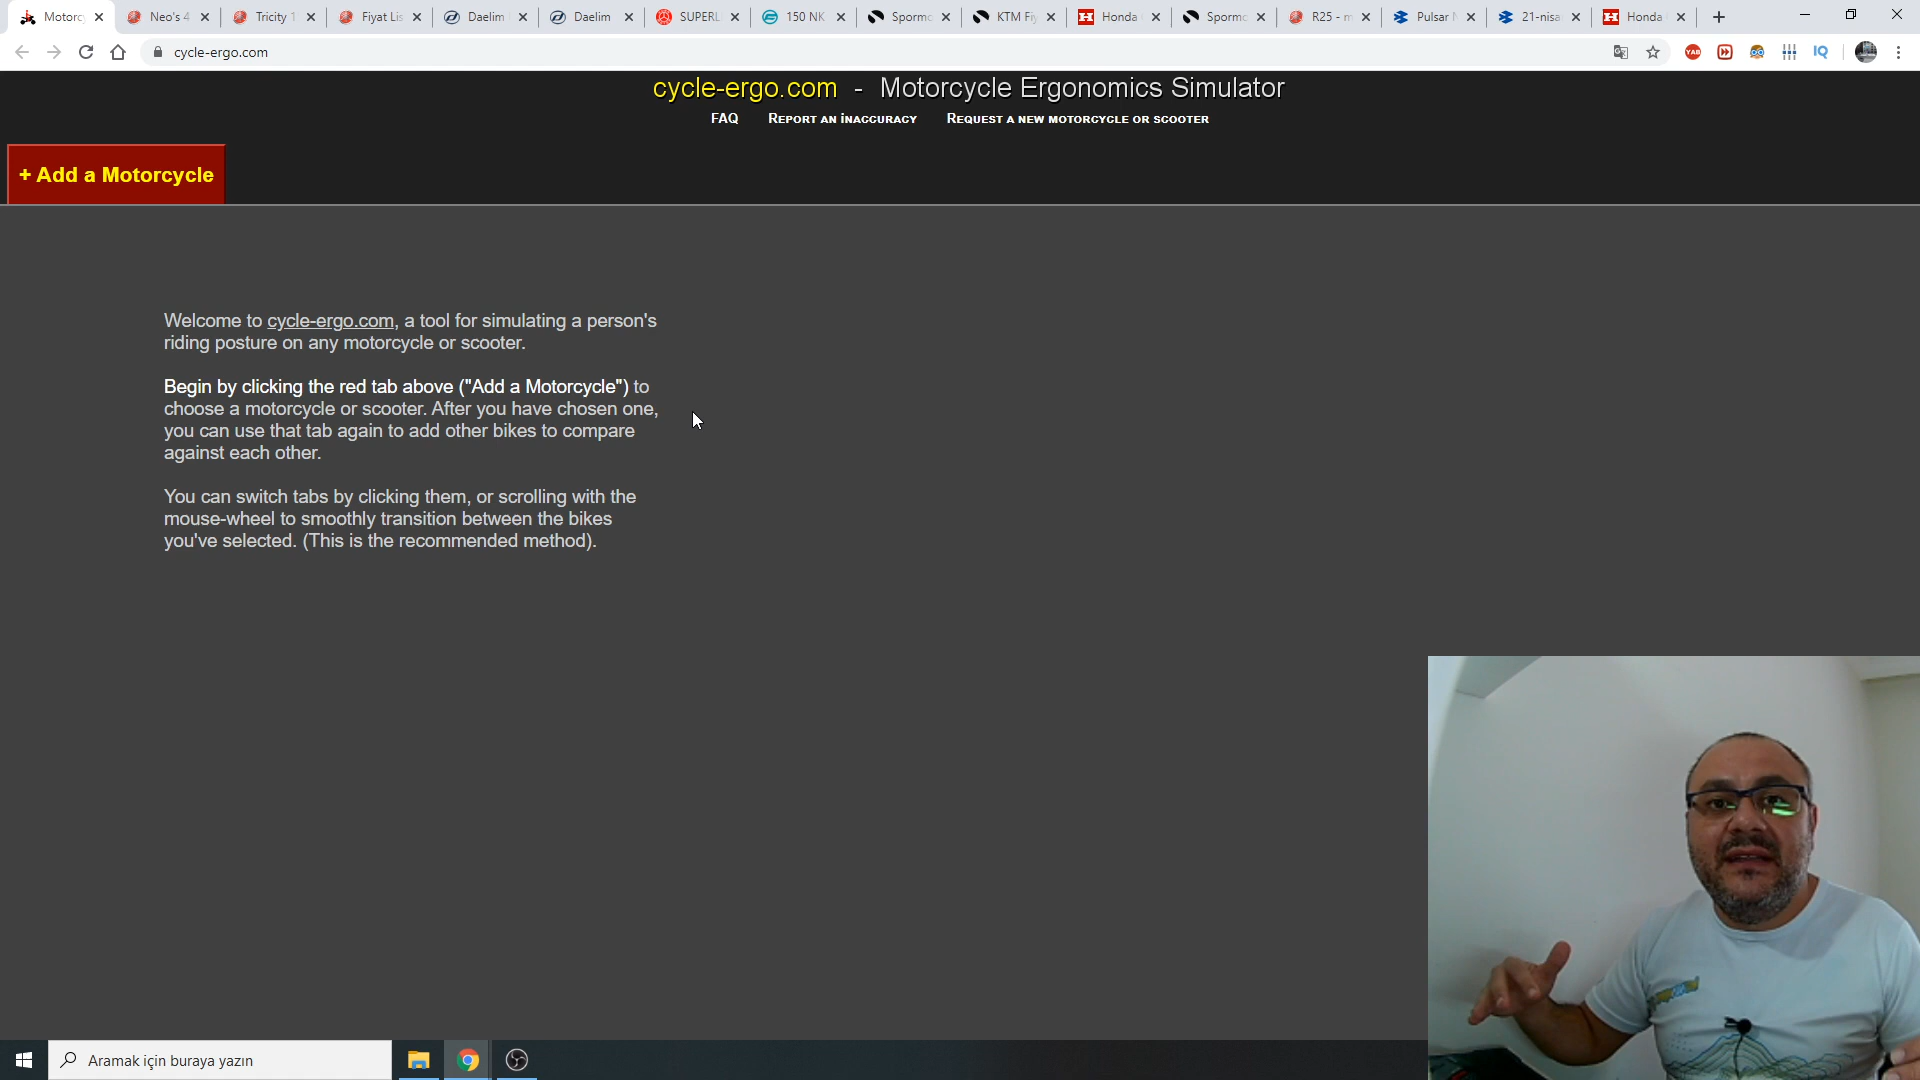 Motorc
Neo's 4
Tricity 1
Fiyat Lis
Daelim
Daelim
SUPERL
150 NK
Spormo
KTM Fiy
Honda
Spormo
R25 - m
Pulsar N
21-nisa
Honda
cycle-ergo.com
YAB
IQ
cycle-ergo.com - Motorcycle Ergonomics Simulator
FAQ REPORT AN INACCURACY REQUEST A NEW MOTORCYCLE OR SCOOTER
+ Add a Motorcycle
Welcome to cycle-ergo.com, a tool for simulating a person's
riding posture on any motorcycle or scooter.
Begin by clicking the red tab above ("Add a Motorcycle") to
choose a motorcycle or scooter. After you have chosen one,
you can use that tab again to add other bikes to compare
against each other.
You can switch tabs by clicking them, or scrolling with the
mouse-wheel to smoothly transition between the bikes
you've selected. (This is the recommended method).
Aramak için buraya yazın